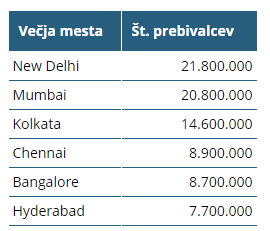 Večja mesta Št. prebivalcev
New Delhi 21.800.000
Mumbai 20.800.000
Kolkata 14.600.000
Chennai 8.900.000
Bangalore 8.700.000
Hyderabad 7.700.000